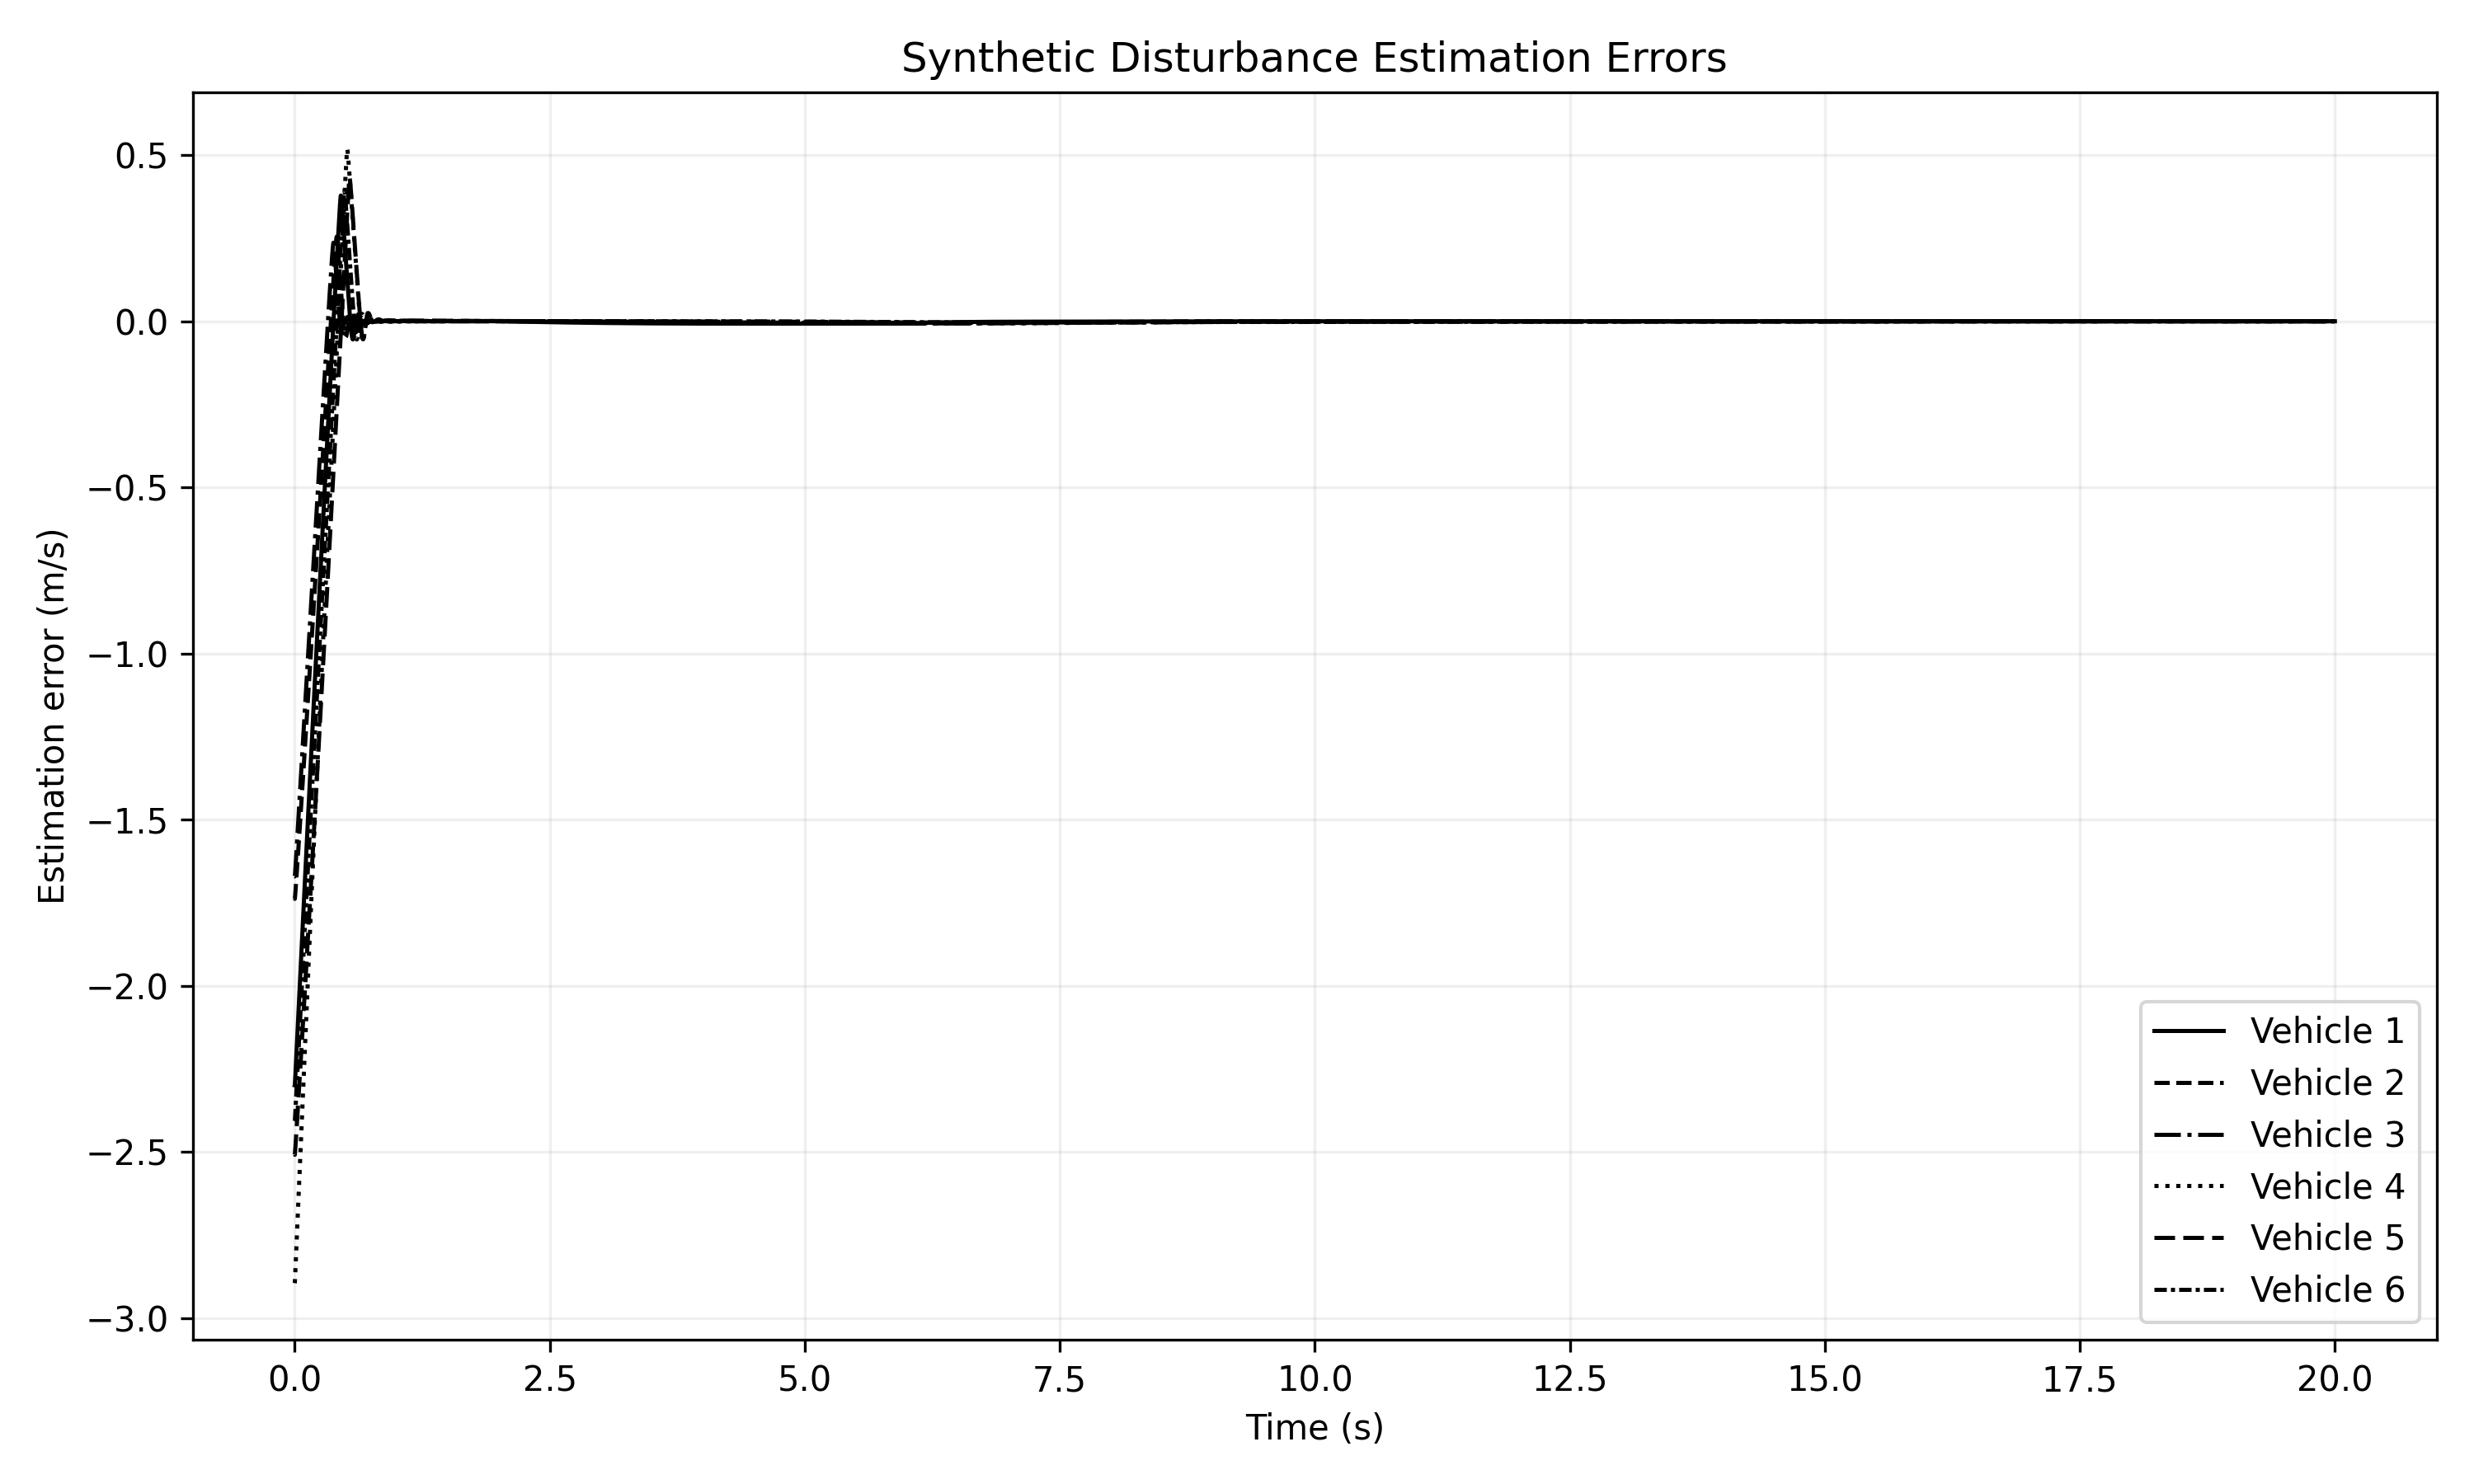 Synthetic Disturbance Estimation Errors
0.5
0.0
−0.5
−1.0
−1.5
−2.0
−2.5
−3.0
Estimation error (m/s)
0.0 2.5 5.0 7.5 10.0 12.5 15.0 17.5 20.0
Time (s)
Vehicle 1
Vehicle 2
Vehicle 3
Vehicle 4
Vehicle 5
Vehicle 6